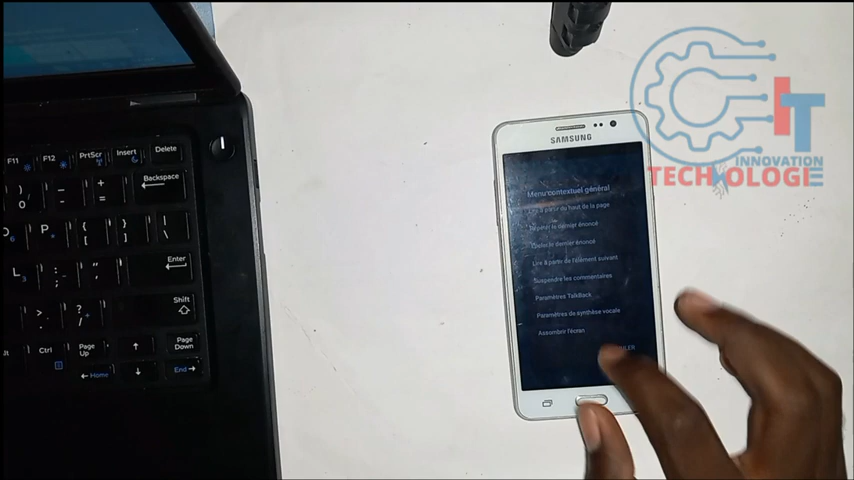 F11
F12
PrtScr
Insert
Delete
)
0
_
-
+
=
Backspace
P
{
[
}
]
|
\
L
:
;
"
Enter
>
.
?
/
Shift
Ctrl
Page
Up
Page
Down
Home
End
SAMSUNG
Menu contextuel général
Lire à partir du haut de la page
Répéter le dernier énoncé
Épeler le dernier énoncé
Lire à partir de l'élément suivant
Suspendre les commentaires
Paramètres TalkBack
Paramètres de synthèse vocale
Assombrir l'écran
IT
INNOVATION
TECHNOLOGIE